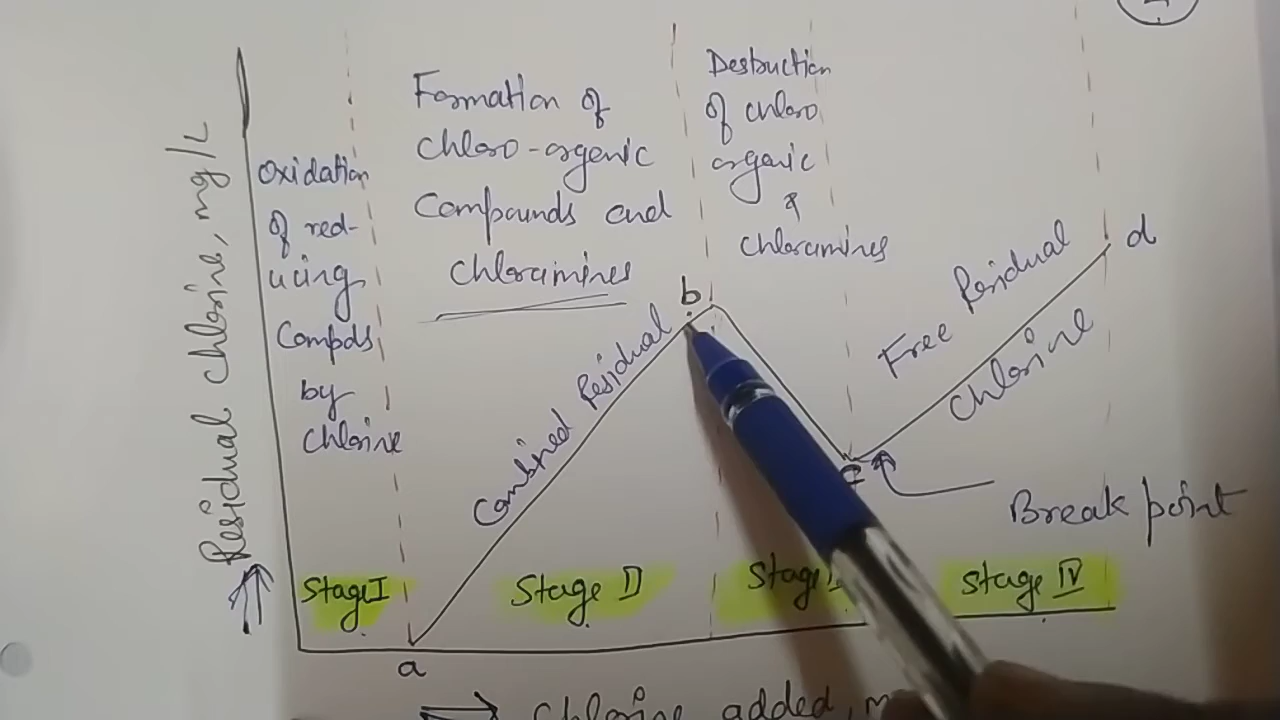 Residual chlorine, mg/L
Oxidation
of red-
ucing
Compds
by
chlorine
Formation of
chloro-organic
Compounds and
chloramines
Destruction
of chloro
organic
&
chloramines
Combined Residual
b
Free Residual
Chlorine
d
c
Break point
Stage I
Stage II
Stage
Stage IV
a
Chlorine added, m